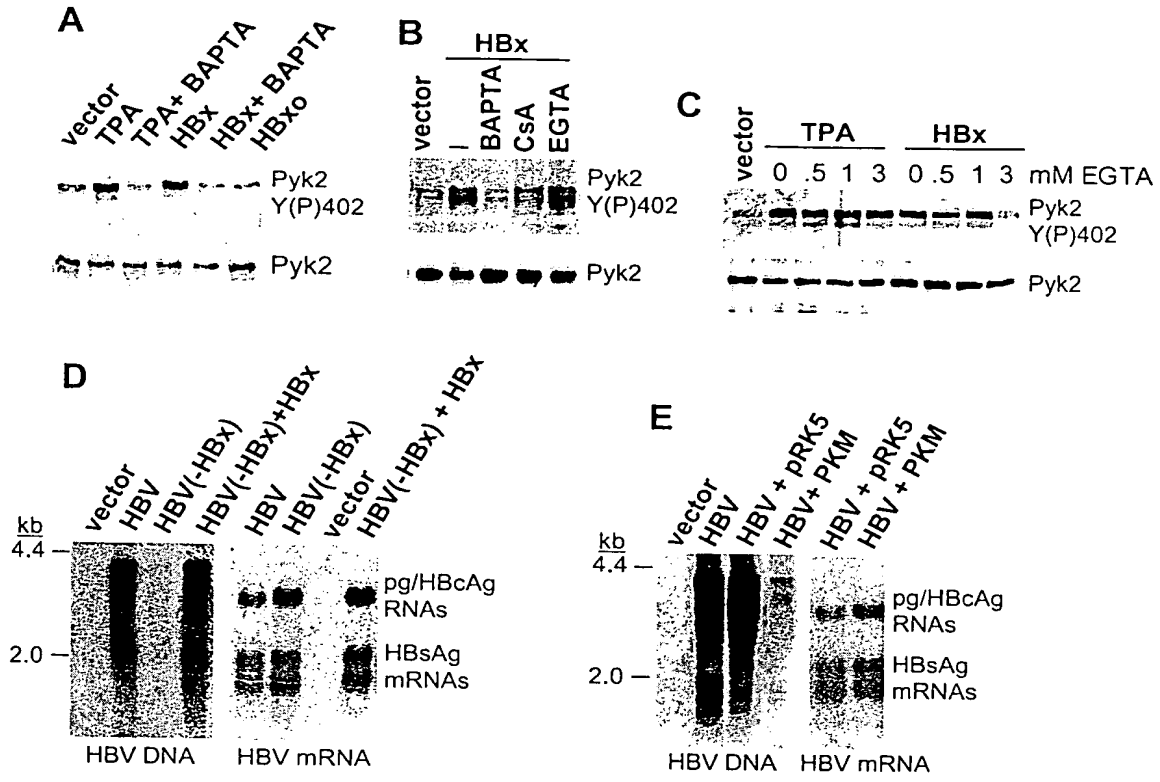 A
vector
TPA
TPA+ BAPTA
HBx
HBx+ BAPTA
HBxo
Pyk2
Y(P)402
Pyk2
B
HBx
vector
–
BAPTA
CsA
EGTA
Pyk2
Y(P)402
Pyk2
C
TPA
HBx
vector
0 .5 1 3 0 .5 1 3 mM EGTA
Pyk2
Y(P)402
Pyk2
D
vector
HBV
HBV(-HBx)
HBV(-HBx)+HBx
HBV
HBV(-HBx)
vector
HBV(-HBx) + HBx
kb
4.4
2.0
pg/HBcAg
RNAs
HBsAg
mRNAs
HBV DNA
HBV mRNA
E
vector
HBV
HBV + pRK5
HBV+ PKM
HBV + pRK5
HBV + PKM
kb
4.4
2.0
pg/HBcAg
RNAs
HBsAg
mRNAs
HBV DNA
HBV mRNA